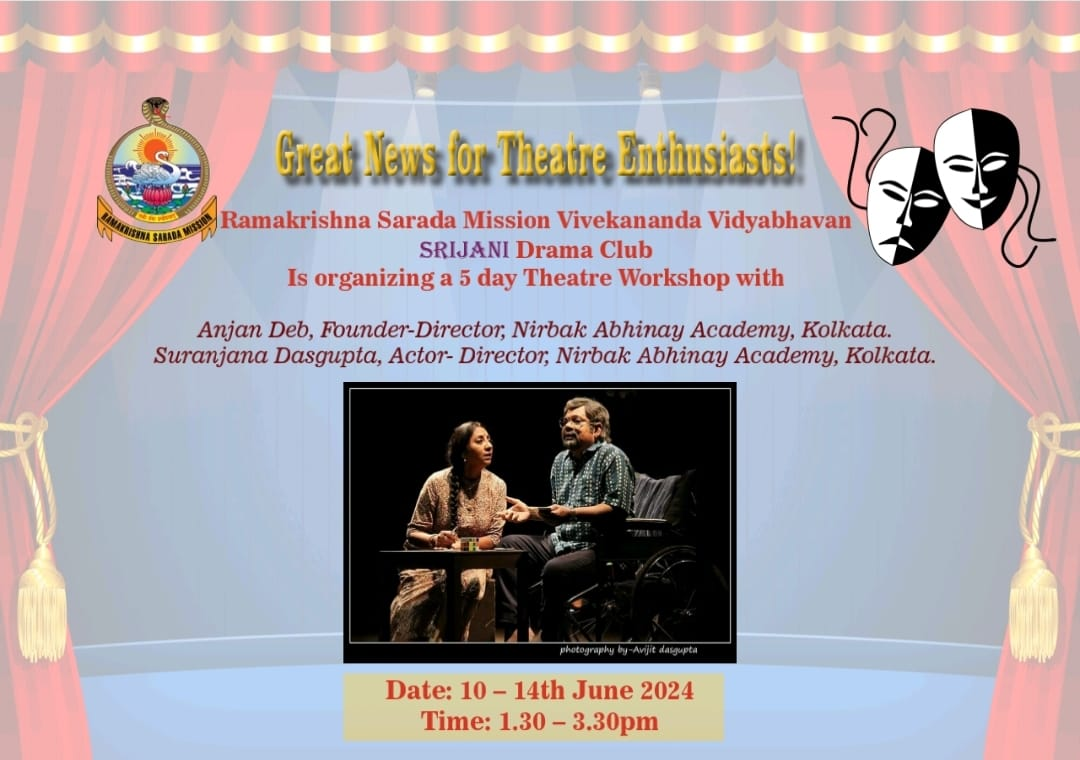 Great News for Theatre Enthusiasts!
RAMAKRISHNA SARADA MISSION
Ramakrishna Sarada Mission Vivekananda Vidyabhavan
SRIJANI Drama Club
Is organizing a 5 day Theatre Workshop with
Anjan Deb, Founder-Director, Nirbak Abhinay Academy, Kolkata.
Suranjana Dasgupta, Actor- Director, Nirbak Abhinay Academy, Kolkata.
photography by-Avijit dasgupta
Date: 10 – 14th June 2024
Time: 1.30 – 3.30pm